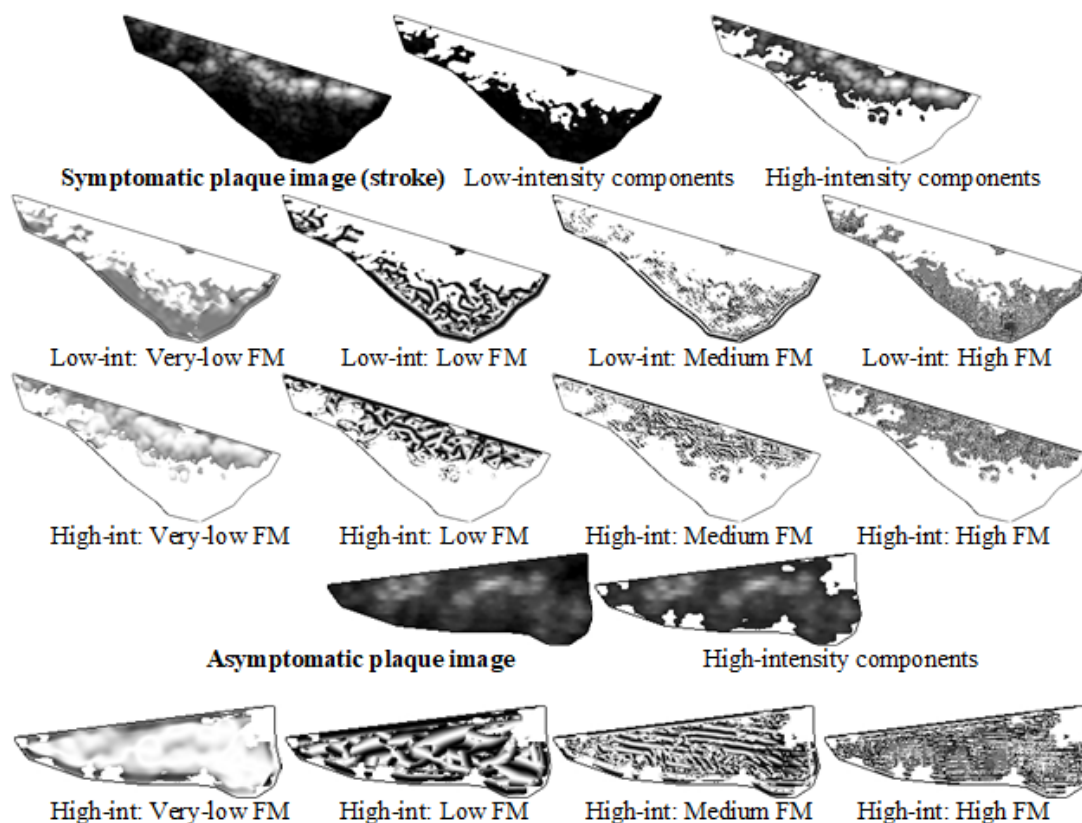 Symptomatic plaque image (stroke) Low-intensity components High-intensity components
Low-int: Very-low FM Low-int: Low FM Low-int: Medium FM Low-int: High FM
High-int: Very-low FM High-int: Low FM High-int: Medium FM High-int: High FM
Asymptomatic plaque image High-intensity components
High-int: Very-low FM High-int: Low FM High-int: Medium FM High-int: High FM